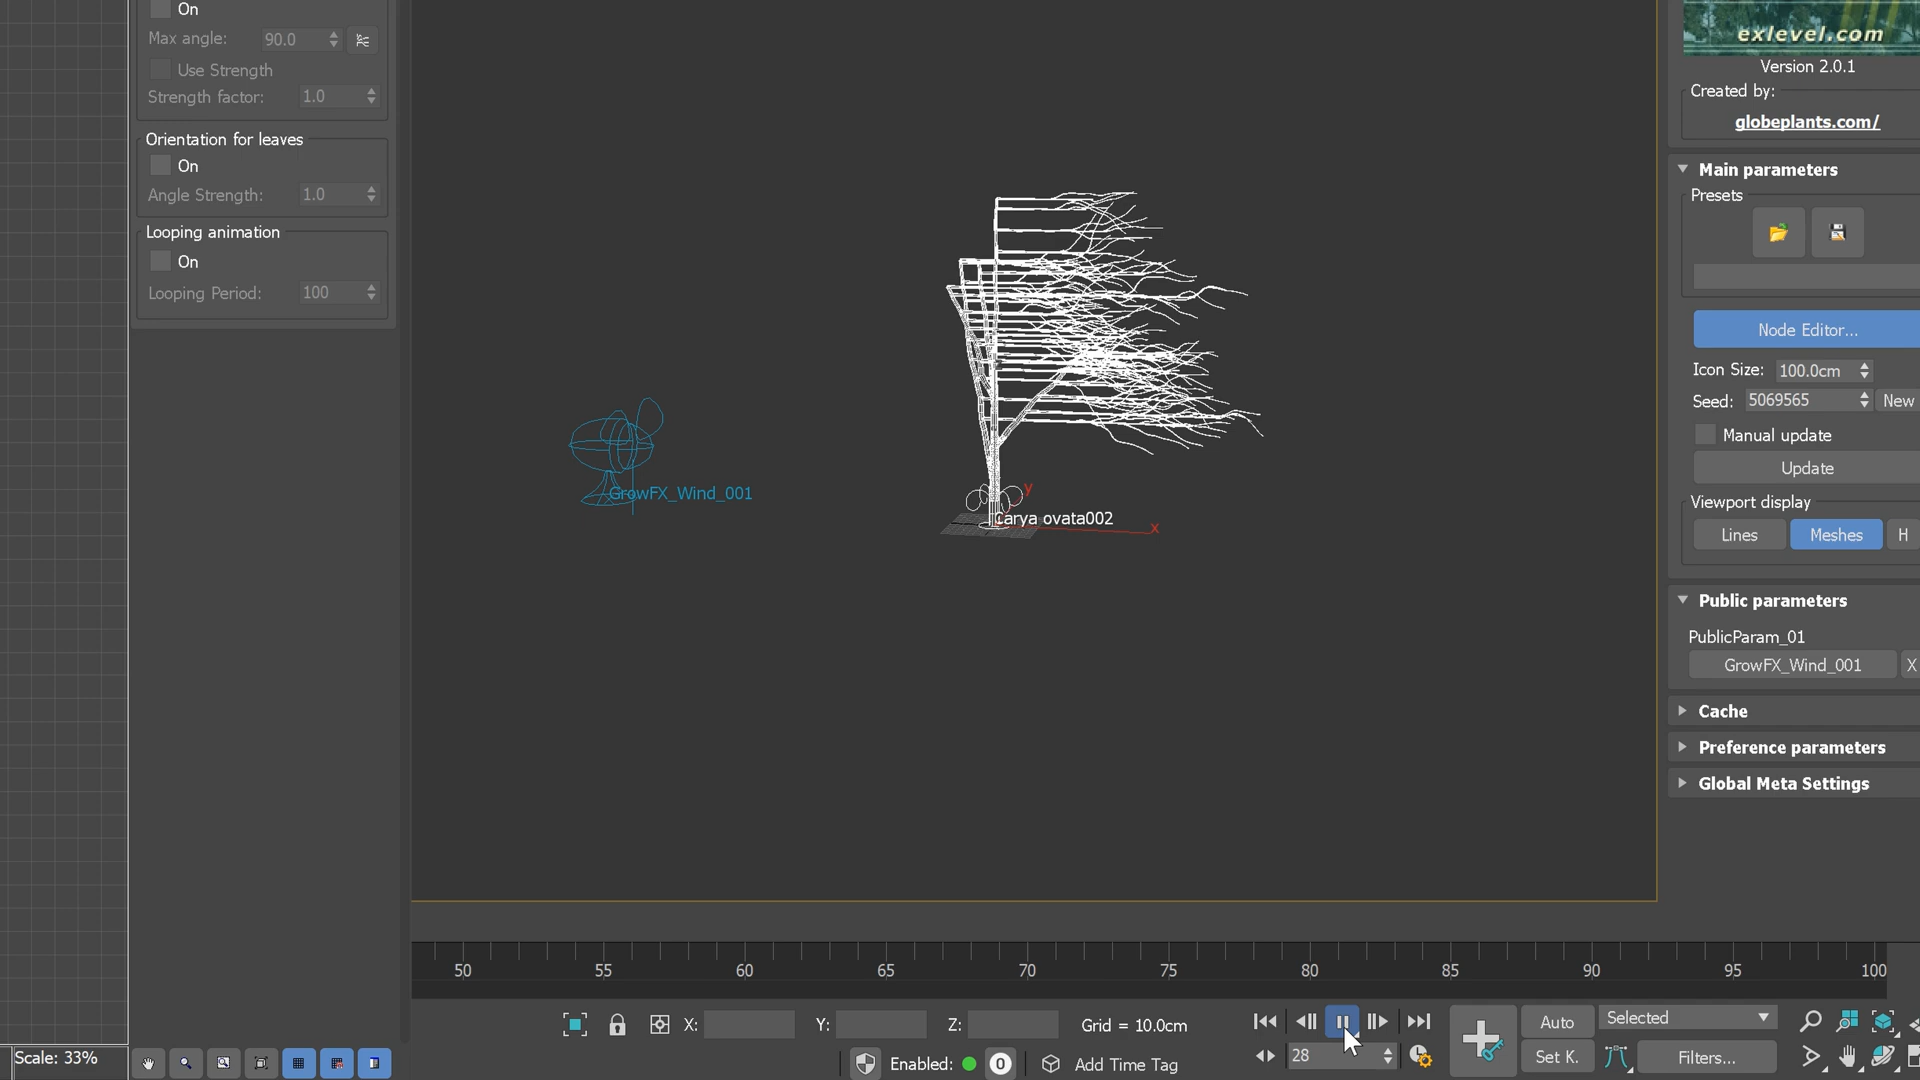 On
Max angle: 90.0
Use Strength
Strength factor: 1.0
Orientation for leaves
On
Angle Strength: 1.0
Looping animation
On
Looping Period: 100
Scale: 33%
GrowFX_Wind_001
y
Carya ovata002
x
50 55 60 65 70 75 80 85 90 95 100
X: Y: Z: Grid = 10.0cm
Enabled: 0 Add Time Tag
28
Auto Selected
Set K. Filters...
exlevel.com
Version 2.0.1
Created by:
globeplants.com/
Main parameters
Presets
Node Editor...
Icon Size: 100.0cm
Seed: 5069565 New
Manual update
Update
Viewport display
Lines Meshes H
Public parameters
PublicParam_01
GrowFX_Wind_001 X
Cache
Preference parameters
Global Meta Settings